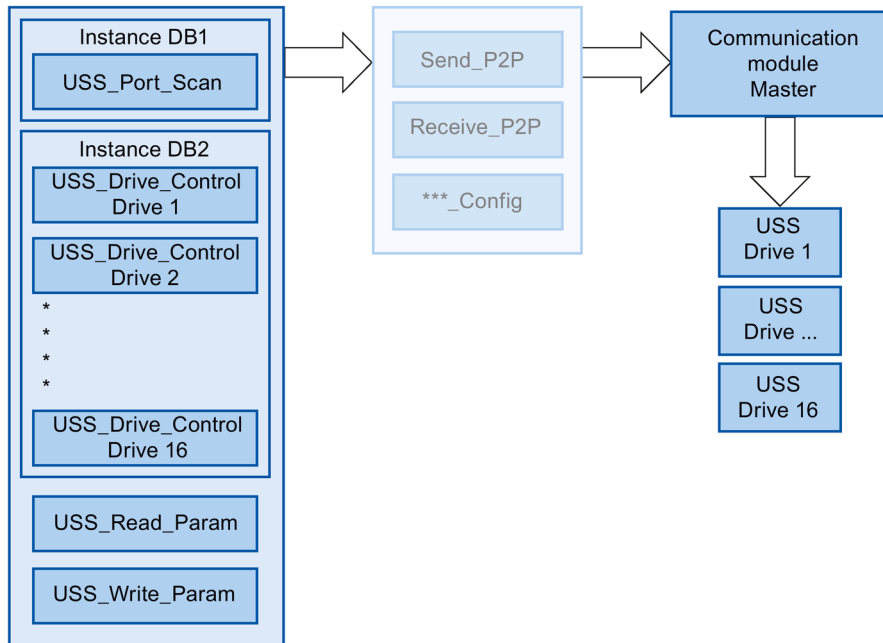 Instance DB1
USS_Port_Scan
Instance DB2
USS_Drive_Control
Drive 1
USS_Drive_Control
Drive 2
*
*
*
*
USS_Drive_Control
Drive 16
USS_Read_Param
USS_Write_Param
Send_P2P
Receive_P2P
***_Config
Communication
module
Master
USS
Drive 1
USS
Drive ...
USS
Drive 16